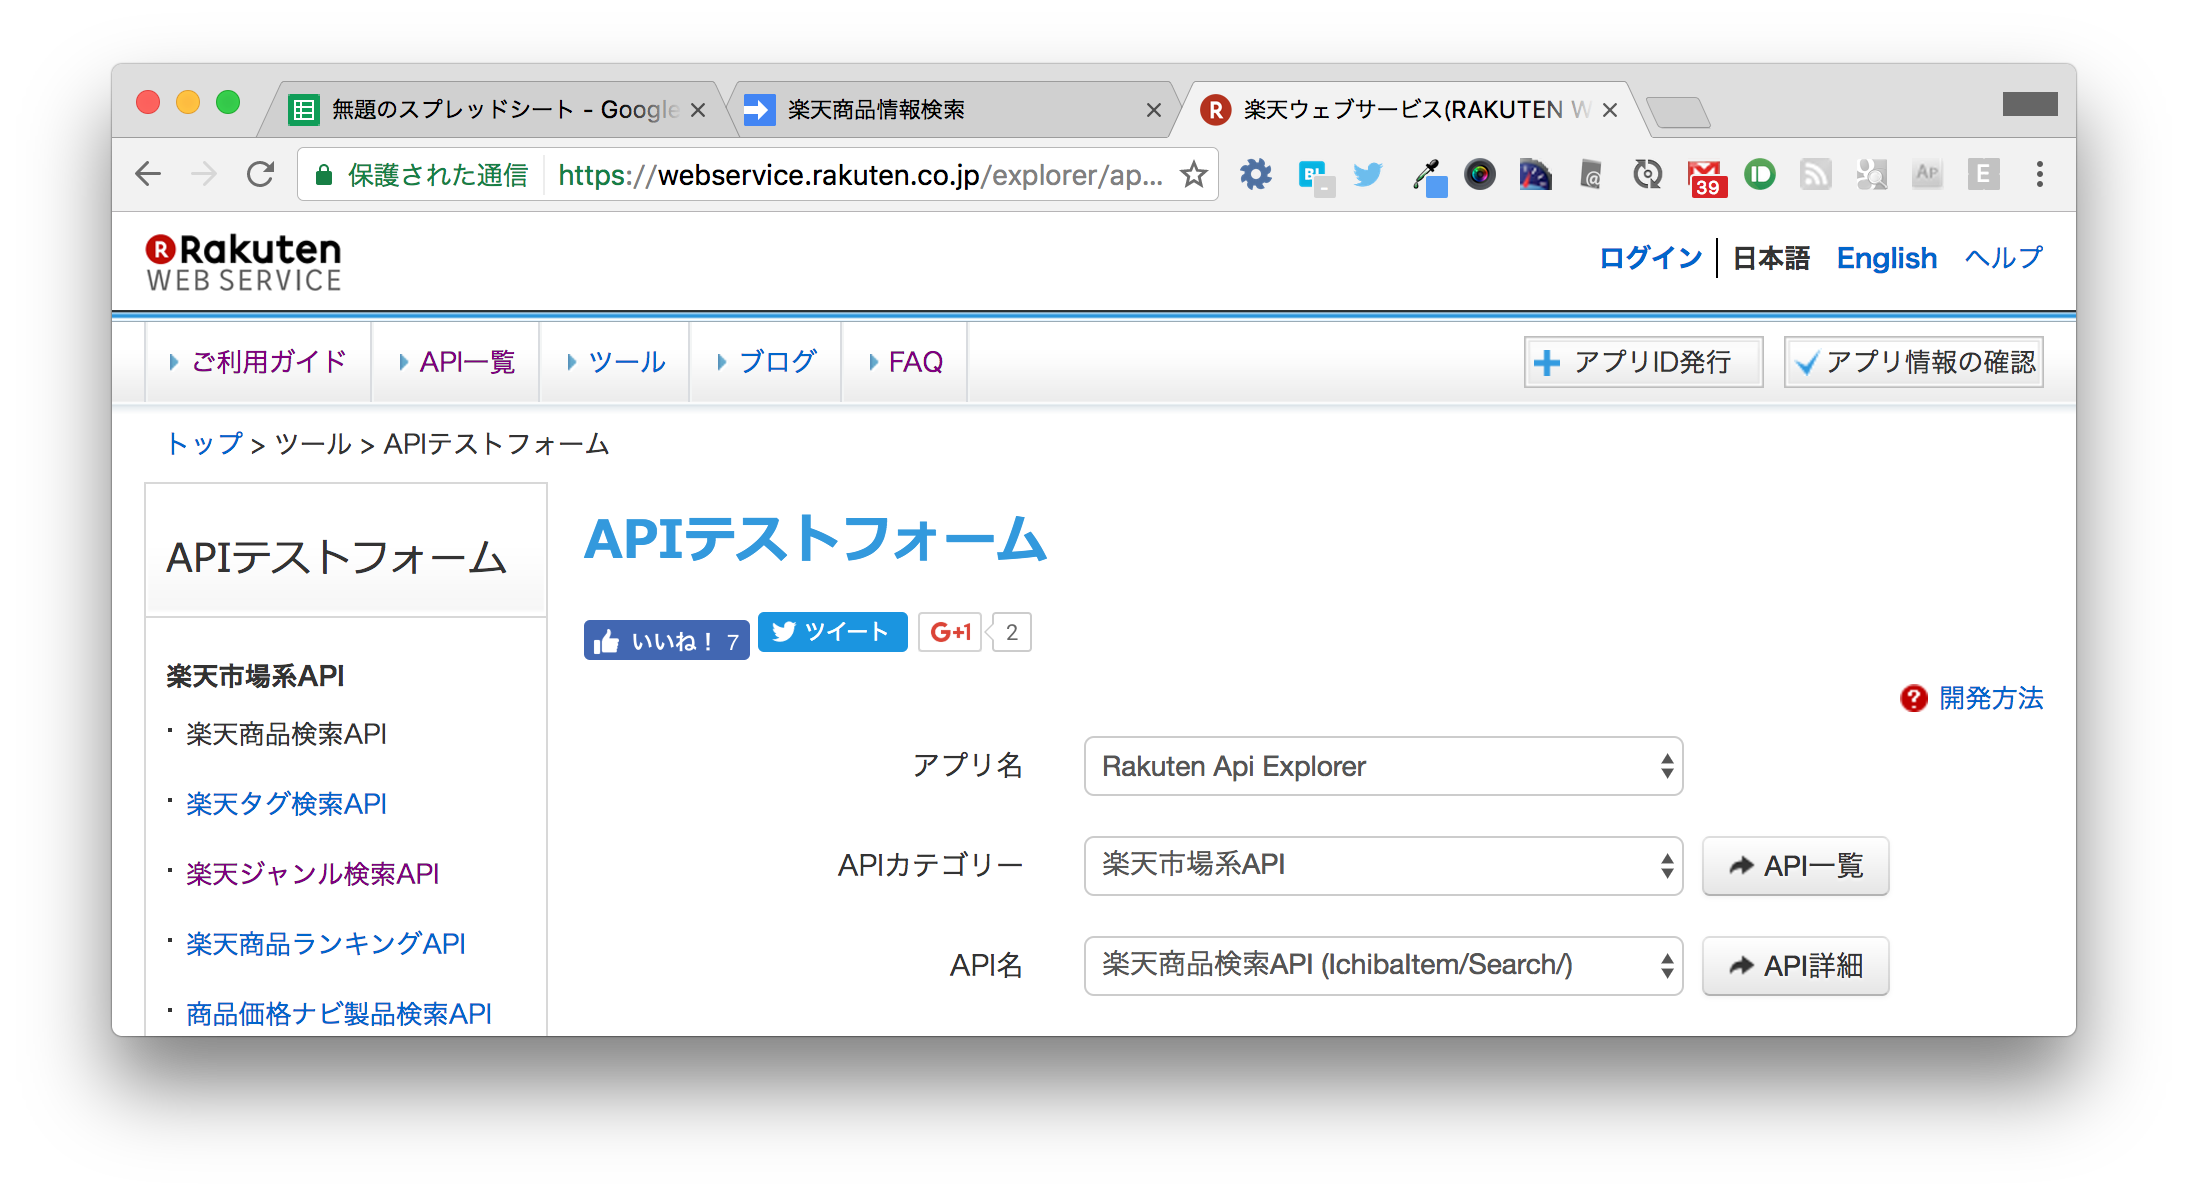 無題のスプレッドシート - Google
楽天商品情報検索
楽天ウェブサービス(RAKUTEN W
保護された通信
https://webservice.rakuten.co.jp/explorer/ap...
B!
39
AP
E
R Rakuten
WEB SERVICE
ログイン
日本語
English
ヘルプ
ご利用ガイド
API一覧
ツール
ブログ
FAQ
アプリID発行
アプリ情報の確認
トップ > ツール > APIテストフォーム
APIテストフォーム
楽天市場系API
・楽天商品検索API
・楽天タグ検索API
・楽天ジャンル検索API
・楽天商品ランキングAPI
・商品価格ナビ製品検索API
APIテストフォーム
いいね！ 7
ツイート
G+1
2
開発方法
アプリ名
Rakuten Api Explorer
APIカテゴリー
楽天市場系API
API一覧
API名
楽天商品検索API (IchibaItem/Search/)
API詳細